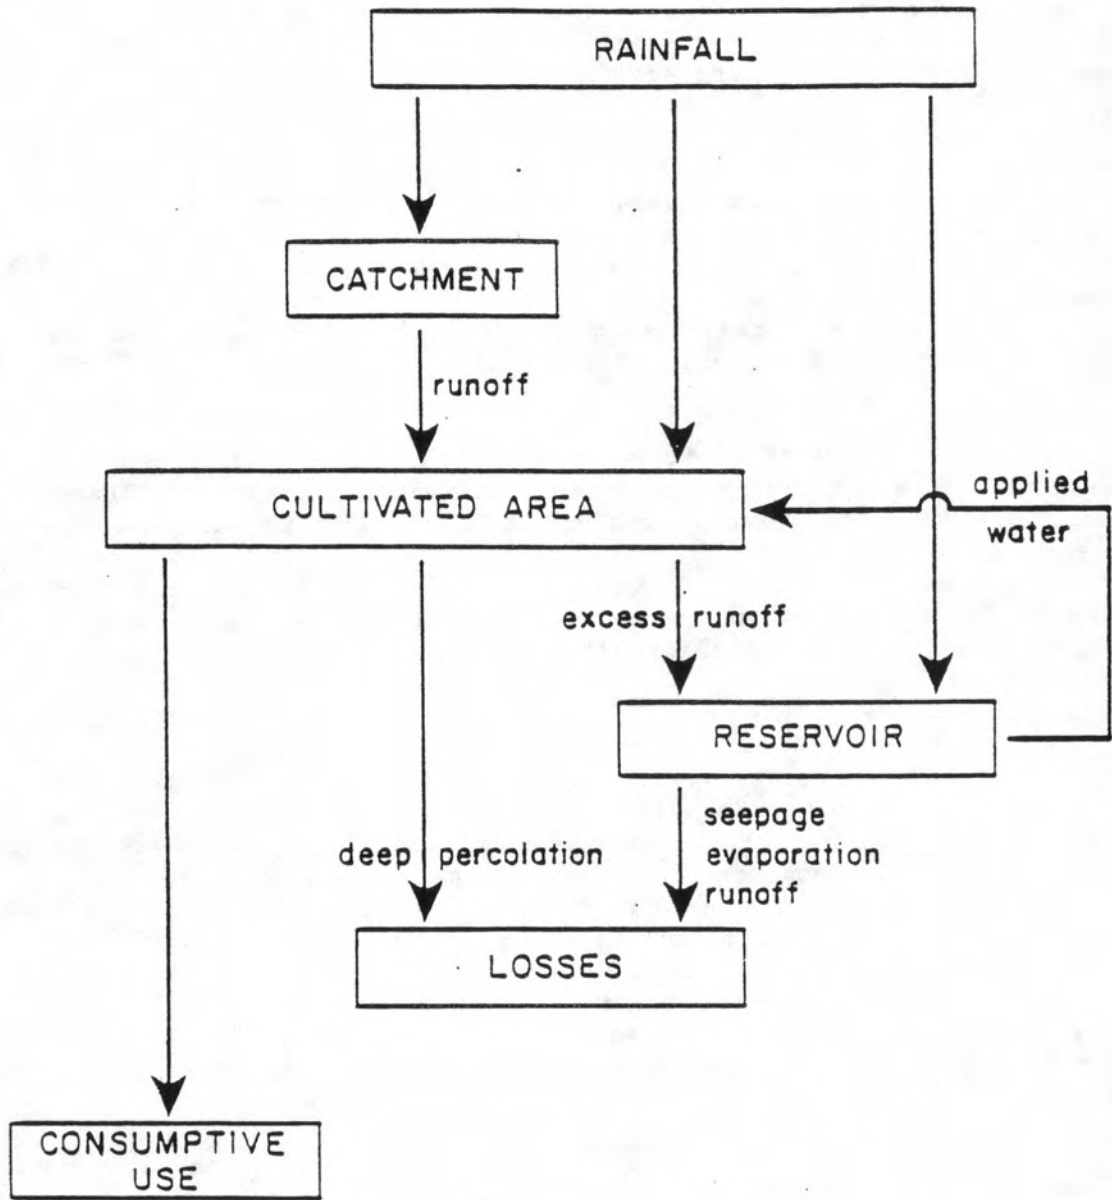 RAINFALL
CATCHMENT
runoff
CULTIVATED AREA
applied
water
excess runoff
RESERVOIR
seepage
deep percolation
evaporation
runoff
LOSSES
CONSUMPTIVE
USE